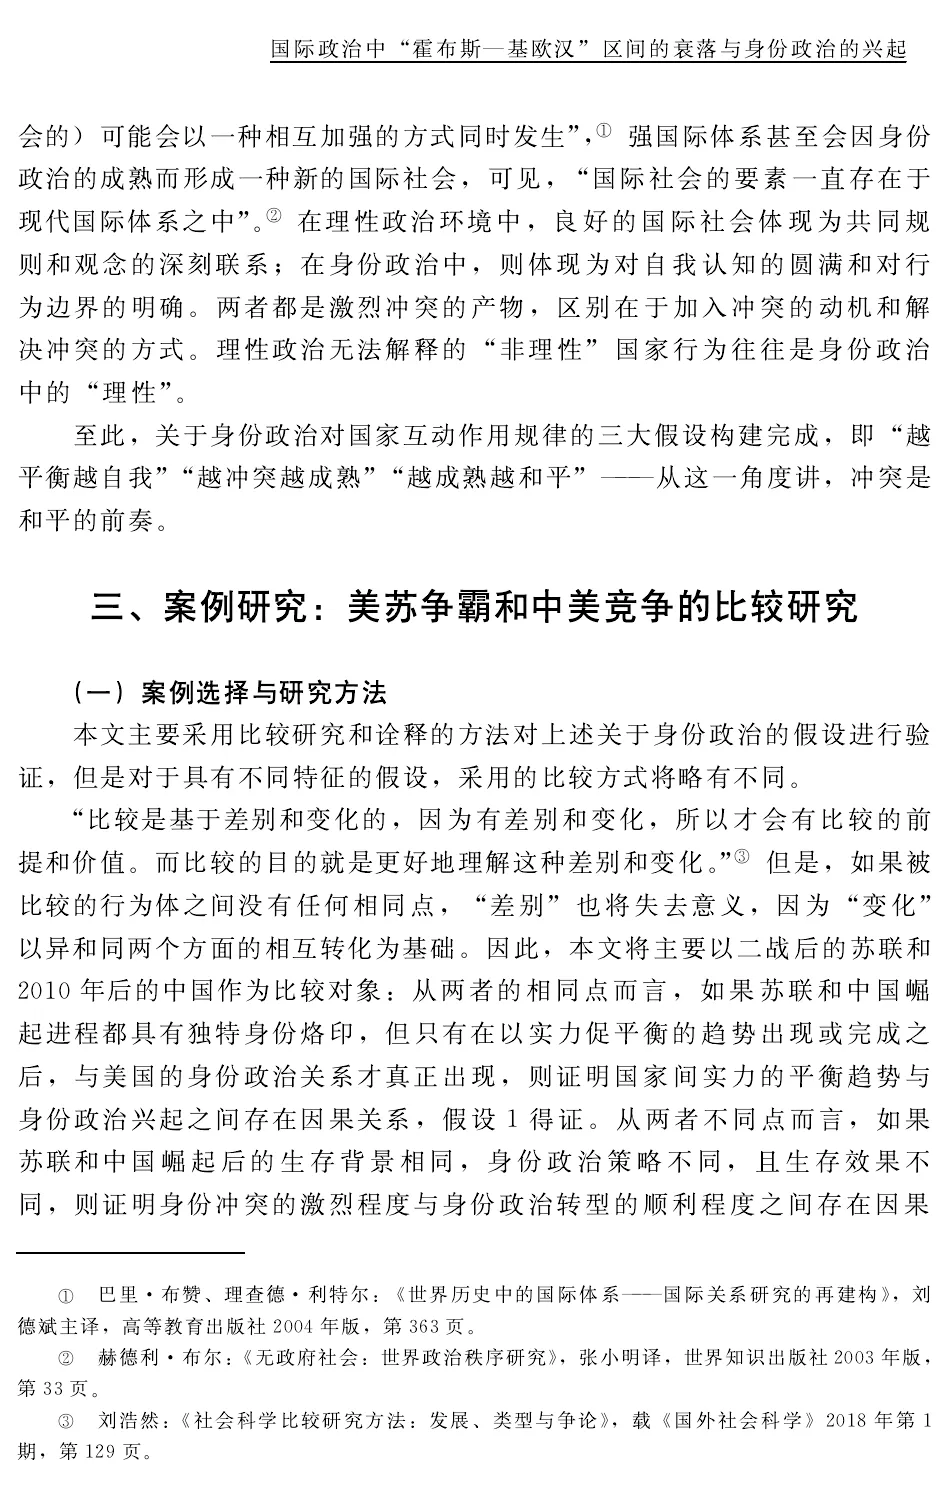 国际政治中“霍布斯—基欧汉”区间的衰落与身份政治的兴起
会的）可能会以一种相互加强的方式同时发生”，① 强国际体系甚至会因身份
政治的成熟而形成一种新的国际社会，可见，“国际社会的要素一直存在于
现代国际体系之中”。② 在理性政治环境中，良好的国际社会体现为共同规
则和观念的深刻联系；在身份政治中，则体现为对自我认知的圆满和对行
为边界的明确。两者都是激烈冲突的产物，区别在于加入冲突的动机和解
决冲突的方式。理性政治无法解释的“非理性”国家行为往往是身份政治
中的“理性”。
至此，关于身份政治对国家互动作用规律的三大假设构建完成，即“越
平衡越自我”“越冲突越成熟”“越成熟越和平”——从这一角度讲，冲突是
和平的前奏。
三、案例研究：美苏争霸和中美竞争的比较研究
（一）案例选择与研究方法
本文主要采用比较研究和诠释的方法对上述关于身份政治的假设进行验
证，但是对于具有不同特征的假设，采用的比较方式将略有不同。
“比较是基于差别和变化的，因为有差别和变化，所以才会有比较的前
提和价值。而比较的目的就是更好地理解这种差别和变化。”③ 但是，如果被
比较的行为体之间没有任何相同点，“差别”也将失去意义，因为“变化”
以异和同两个方面的相互转化为基础。因此，本文将主要以二战后的苏联和
2010 年后的中国作为比较对象：从两者的相同点而言，如果苏联和中国崛
起进程都具有独特身份烙印，但只有在以实力促平衡的趋势出现或完成之
后，与美国的身份政治关系才真正出现，则证明国家间实力的平衡趋势与
身份政治兴起之间存在因果关系，假设 1 得证。从两者不同点而言，如果
苏联和中国崛起后的生存背景相同，身份政治策略不同，且生存效果不
同，则证明身份冲突的激烈程度与身份政治转型的顺利程度之间存在因果
① 巴里·布赞、理查德·利特尔：《世界历史中的国际体系——国际关系研究的再建构》，刘
德斌主译，高等教育出版社 2004 年版，第 363 页。
② 赫德利·布尔：《无政府社会：世界政治秩序研究》，张小明译，世界知识出版社 2003 年版，
第 33 页。
③ 刘浩然：《社会科学比较研究方法：发展、类型与争论》，载《国外社会科学》2018 年第 1
期，第 129 页。